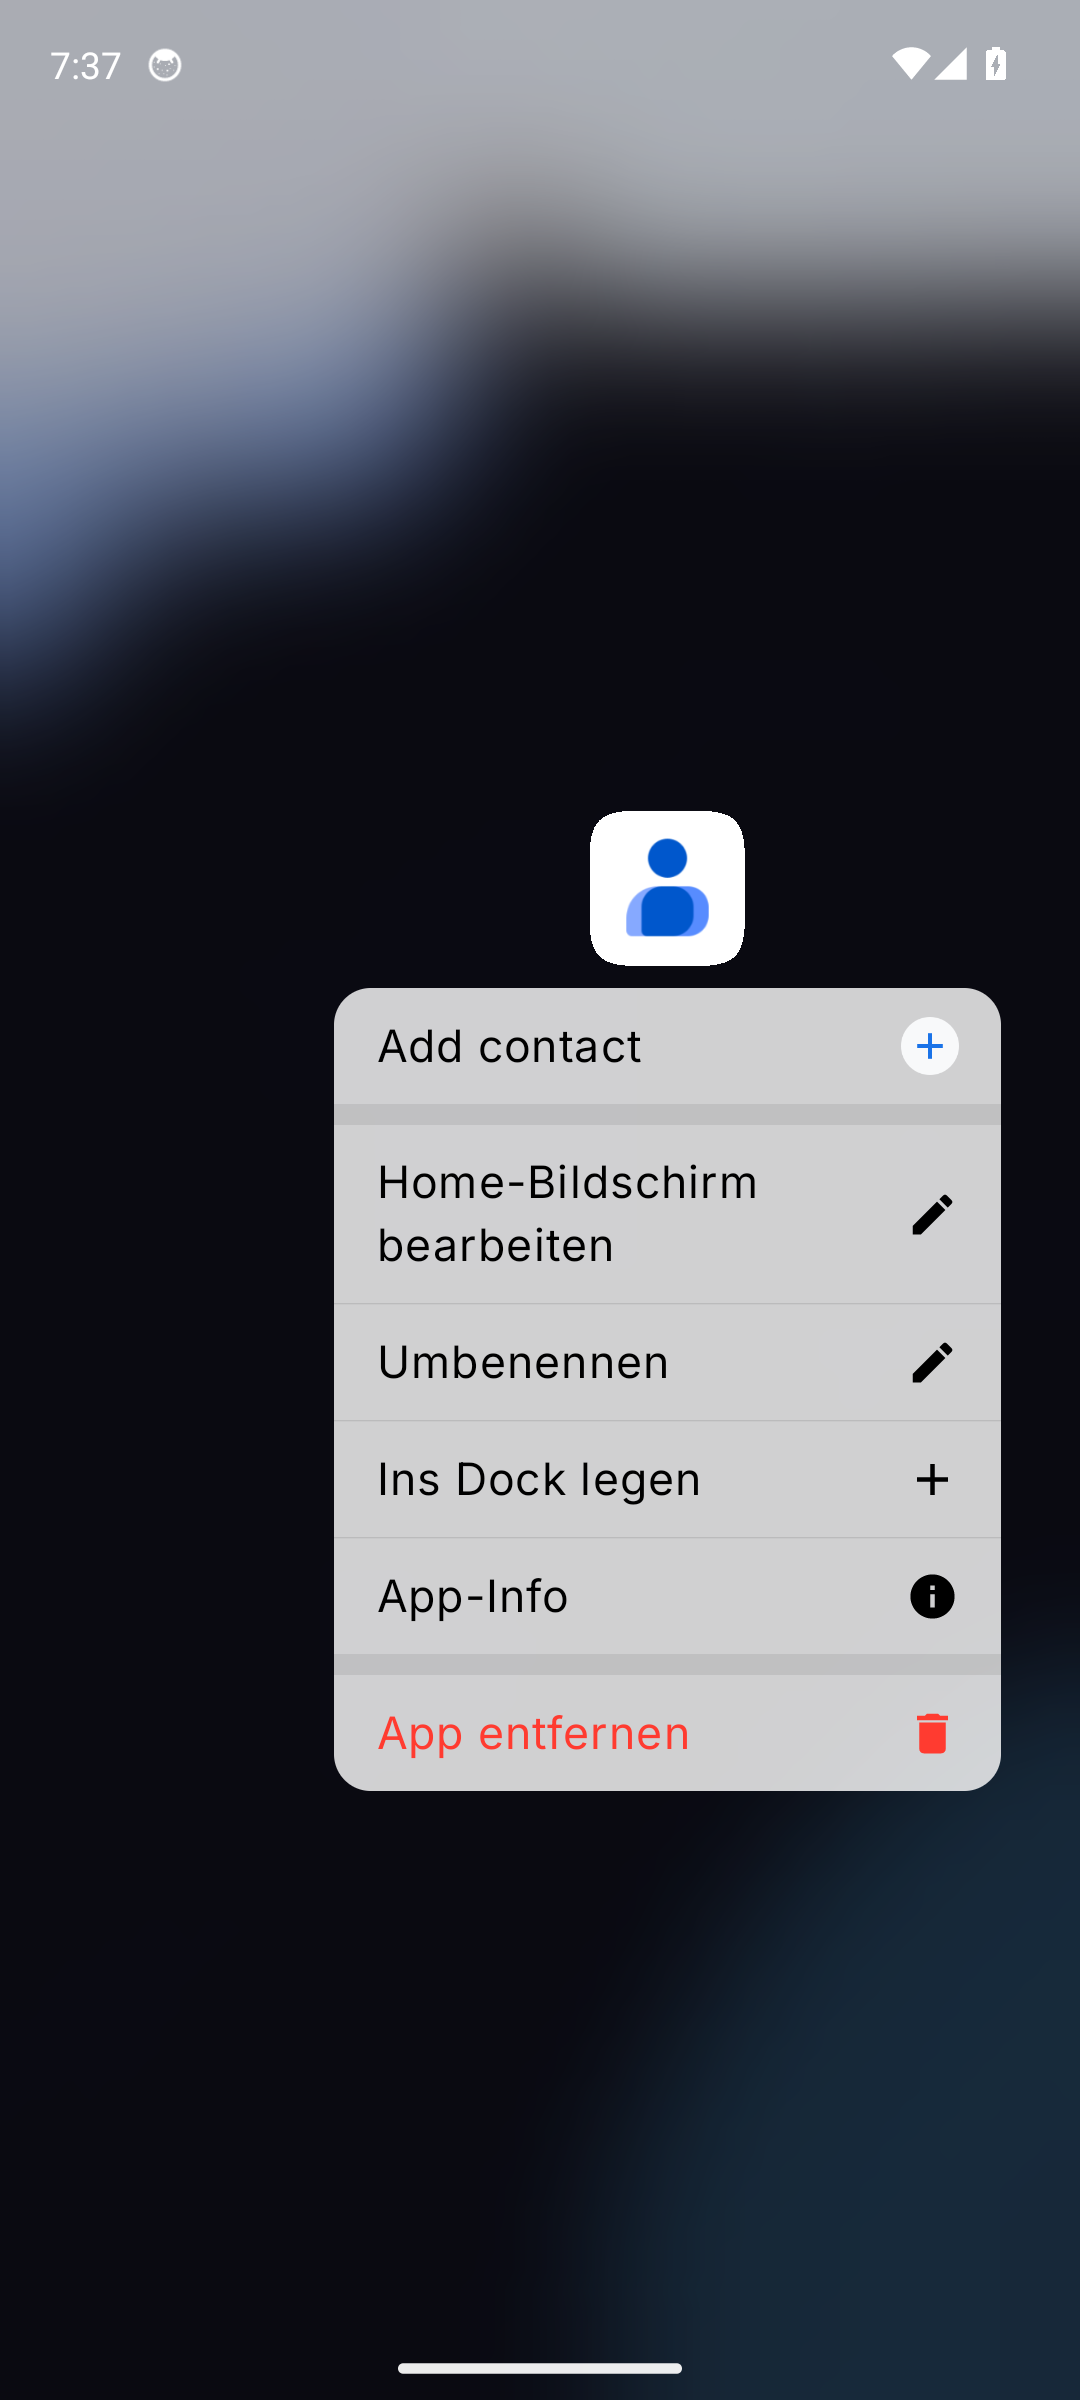 7:37
Add contact
Home-Bildschirm
bearbeiten
Umbenennen
Ins Dock legen
App-Info
App entfernen